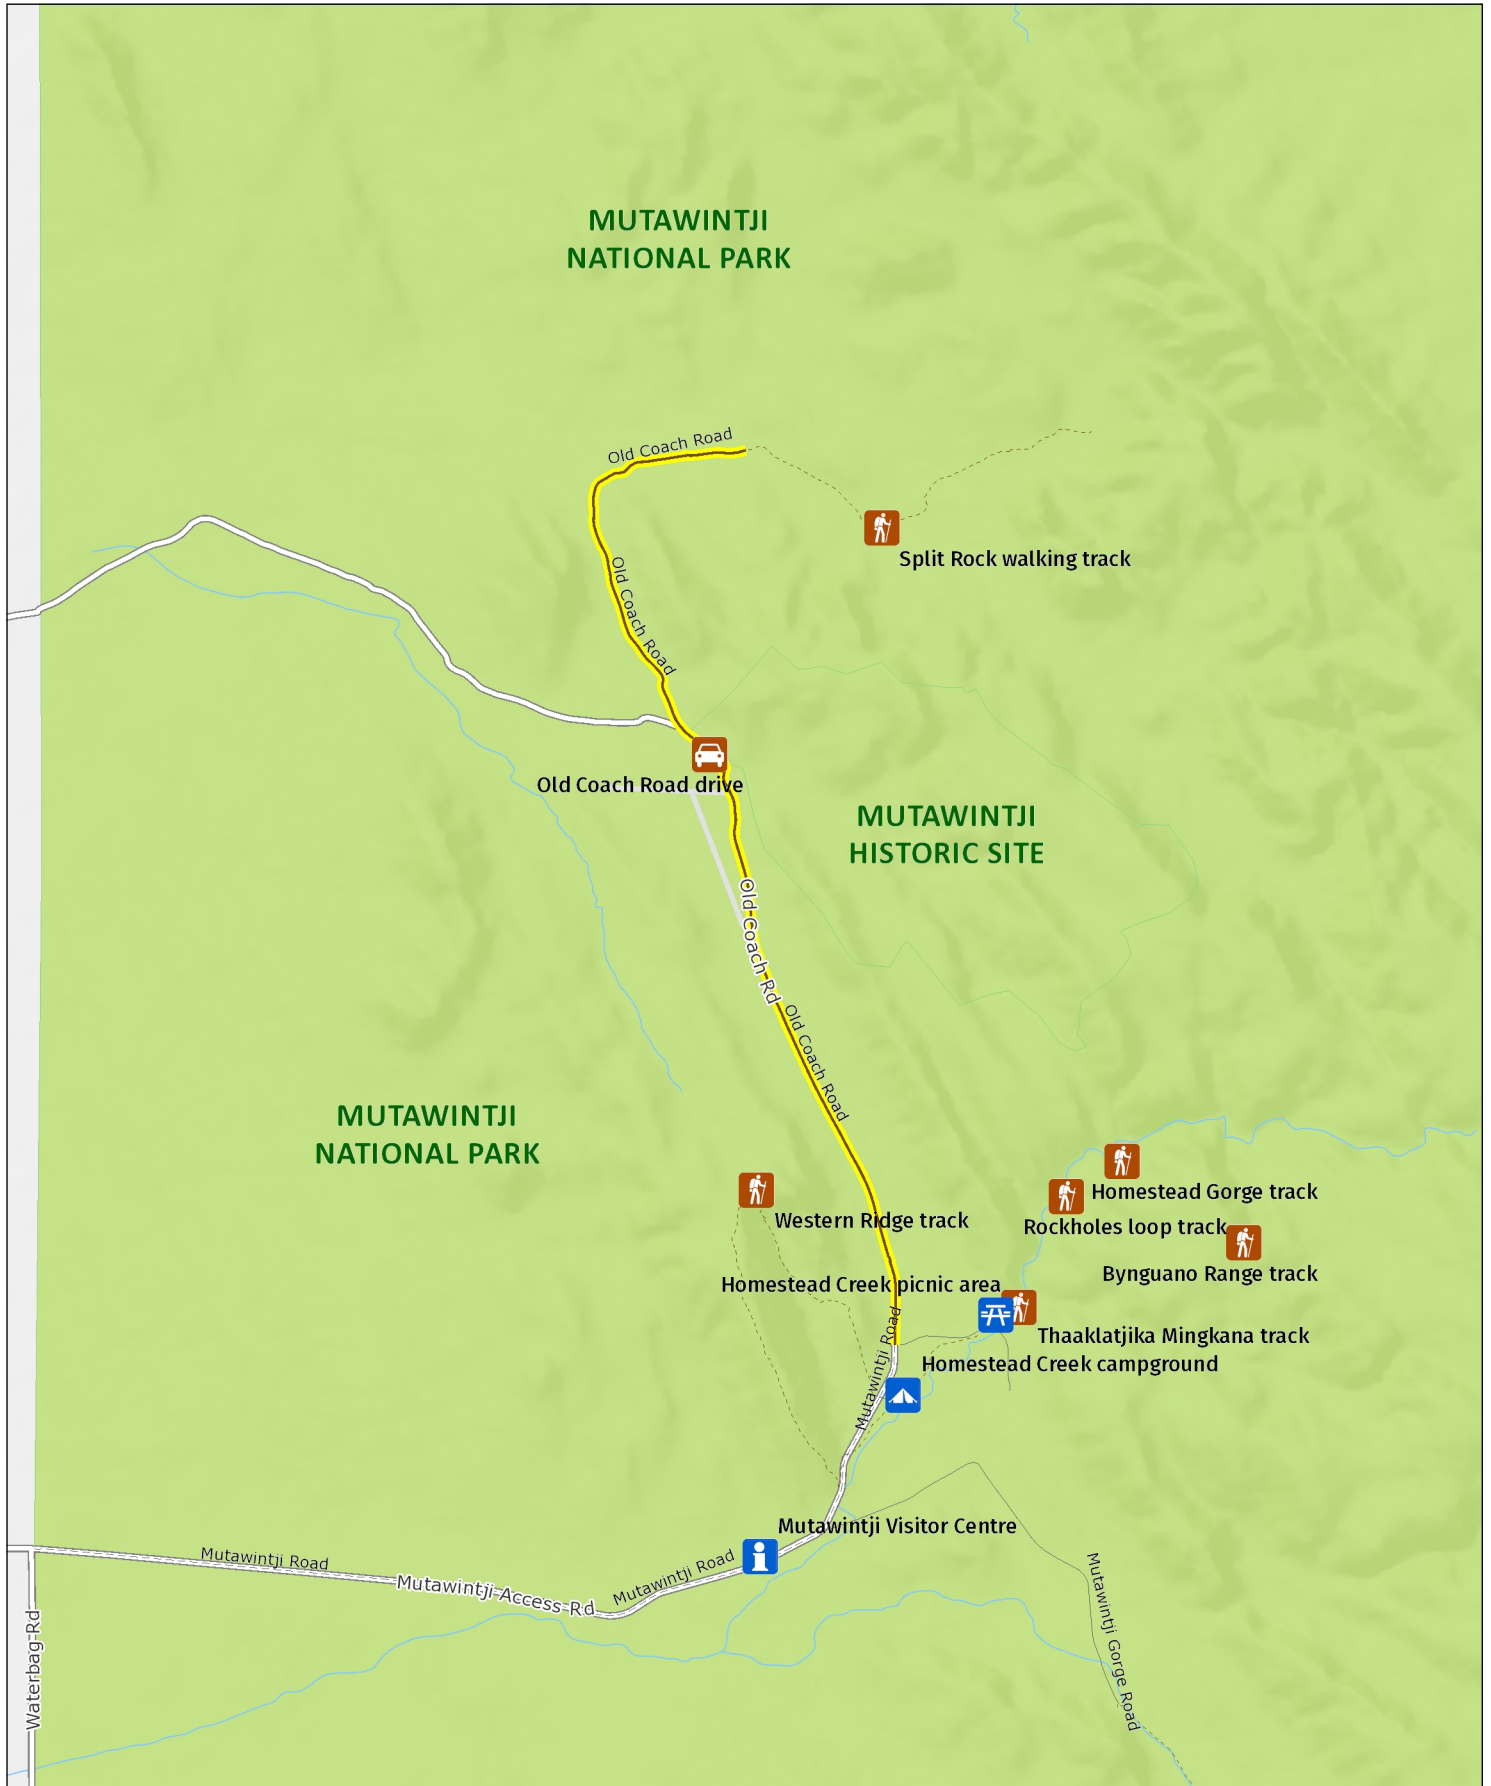 MUTAWINTJI
NATIONAL PARK
Old Coach Road
Split Rock walking track
Old Coach Road
Old Coach Road drive
MUTAWINTJI
HISTORIC SITE
Old Coach Rd
Old Coach Road
MUTAWINTJI
NATIONAL PARK
Homestead Gorge track
Western Ridge track
Rockholes loop track
Bynguano Range track
Homestead Creek picnic area
Thaaklatjika Mingkana track
Mutawintji Road
Homestead Creek campground
Mutawintji Visitor Centre
Mutawintji Road
Mutawintji Road
Mutawintji Access Rd
Mutawintji Gorge Road
Waterbag Rd